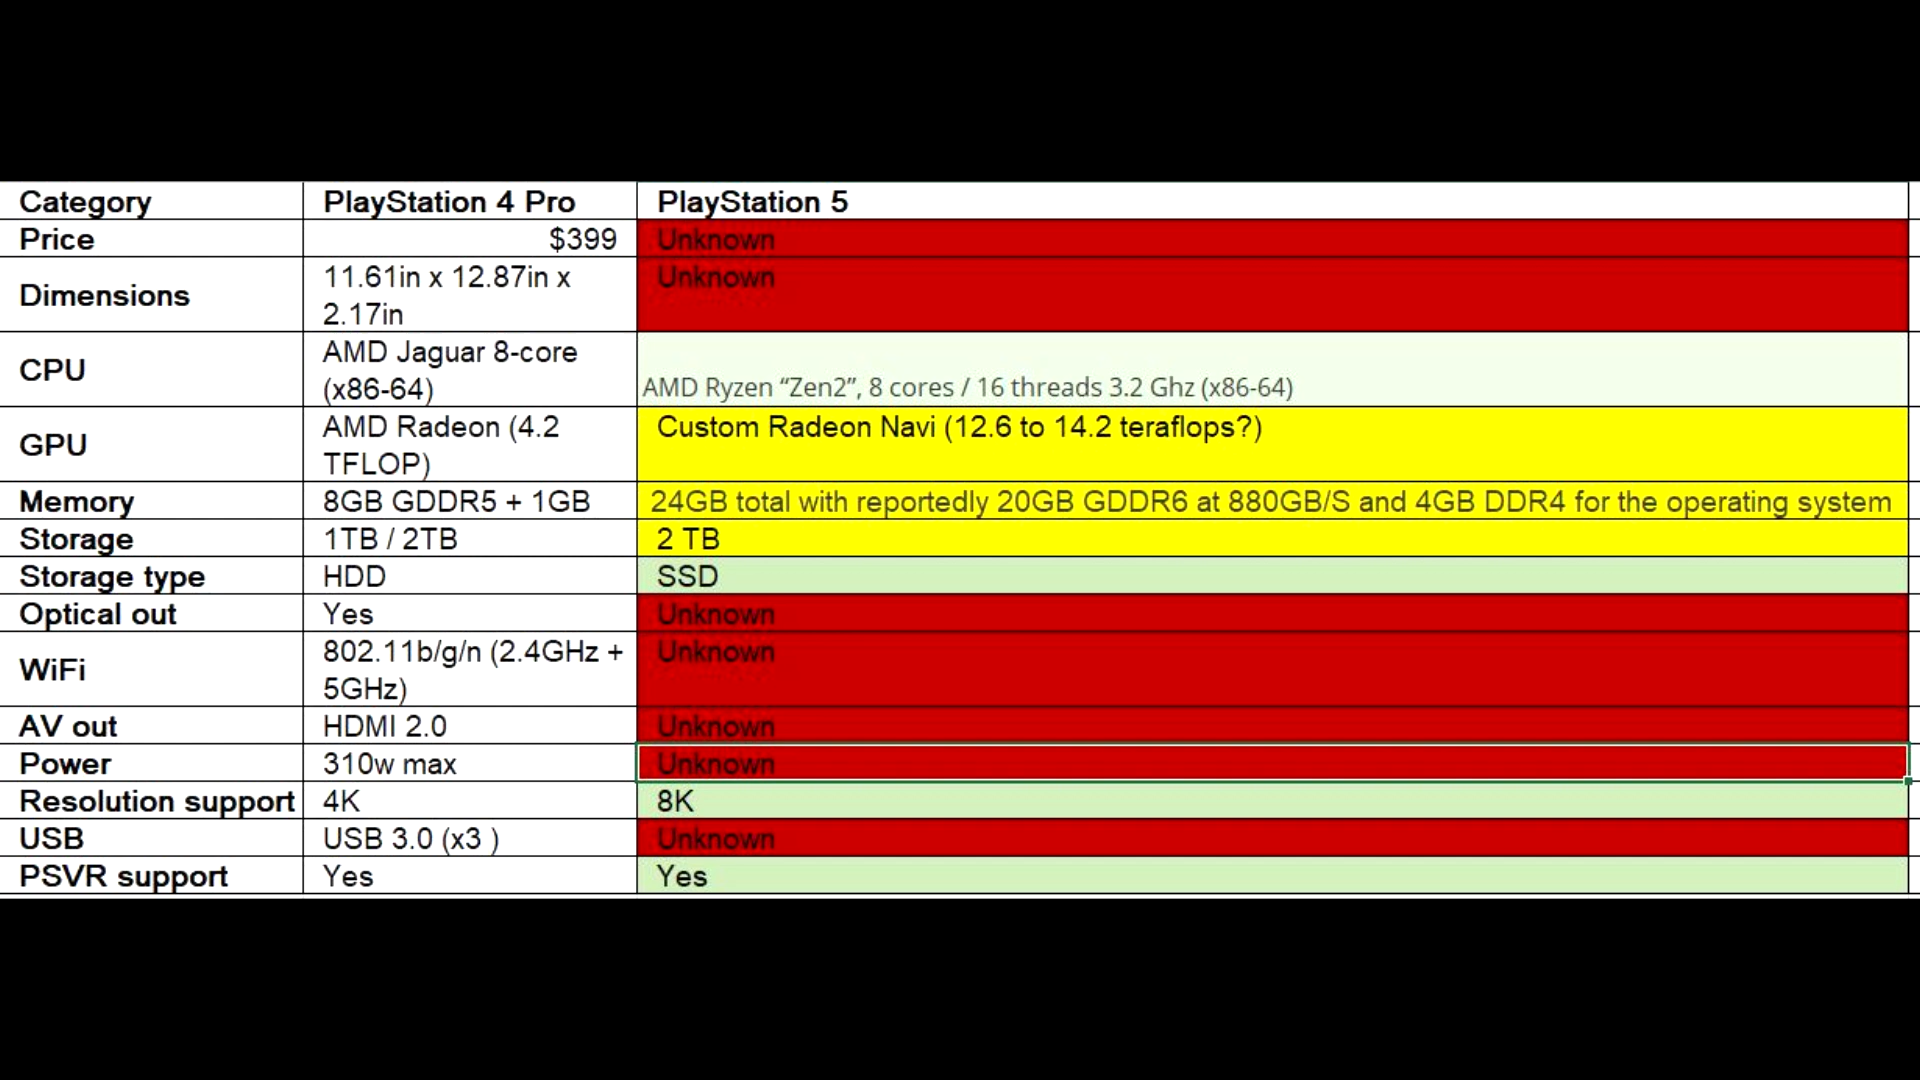 Category PlayStation 4 Pro PlayStation 5
Price $399 Unknown
Dimensions 11.61in x 12.87in x Unknown
2.17in
CPU AMD Jaguar 8-core
(x86-64) AMD Ryzen “Zen2”, 8 cores / 16 threads 3.2 Ghz (x86-64)
GPU AMD Radeon (4.2 Custom Radeon Navi (12.6 to 14.2 teraflops?)
TFLOP)
Memory 8GB GDDR5 + 1GB 24GB total with reportedly 20GB GDDR6 at 880GB/S and 4GB DDR4 for the operating system
Storage 1TB / 2TB 2 TB
Storage type HDD SSD
Optical out Yes Unknown
WiFi 802.11b/g/n (2.4GHz + Unknown
5GHz)
AV out HDMI 2.0 Unknown
Power 310w max Unknown
Resolution support 4K 8K
USB USB 3.0 (x3 ) Unknown
PSVR support Yes Yes